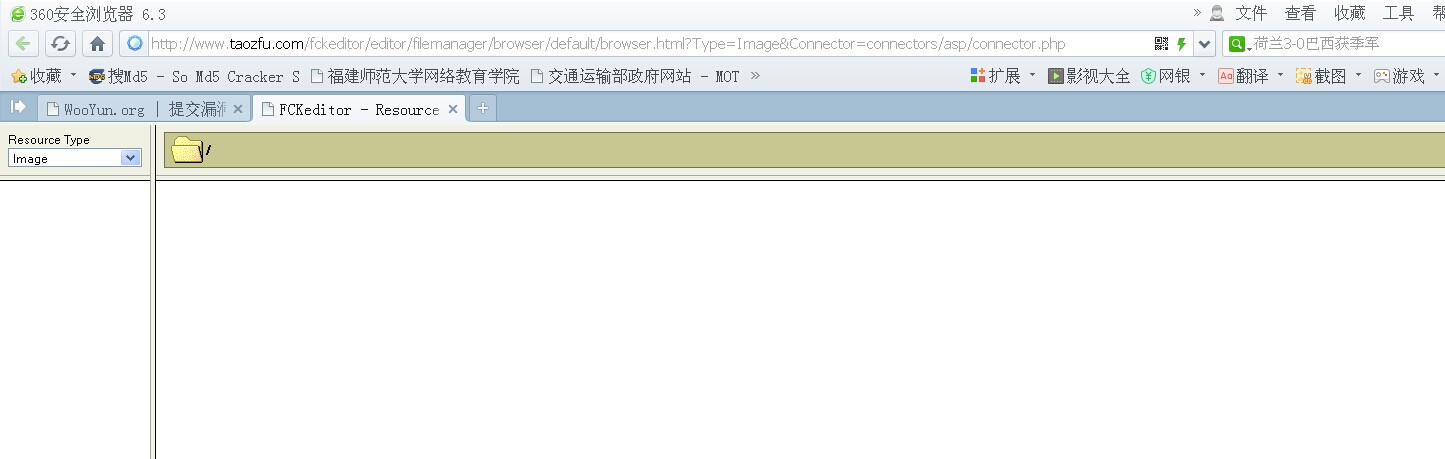 360安全浏览器 6.3
» 文件 查看 收藏 工具
http://www.taozfu.com/fckeditor/editor/filemanager/browser/default/browser.html?Type=Image&Connector=connectors/asp/connector.php
荷兰3-0巴西获季军
收藏 搜Md5 - So Md5 Cracker S 福建师范大学网络教育学院 交通运输部政府网站 - MOT » 扩展 影视大全 网银 Aa 翻译 截图 游戏
WooYun.org | 提交漏 FCKeditor - Resource
Resource Type
Image
/